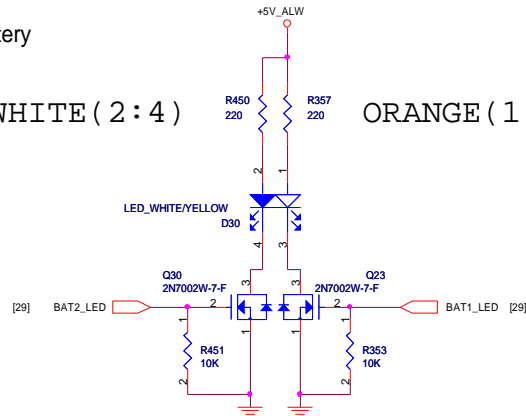 +5V_ALW
tery
WHITE(2:4)
R450
220
R357
220
ORANGE(1
2
1
LED_WHITE/YELLOW
D30
4
3
Q30
2N7002W-7-F
3
3
Q23
2N7002W-7-F
[29]
BAT2_LED
2
2
BAT1_LED
[29]
1
1
1
1
R451
10K
R353
10K
2
2